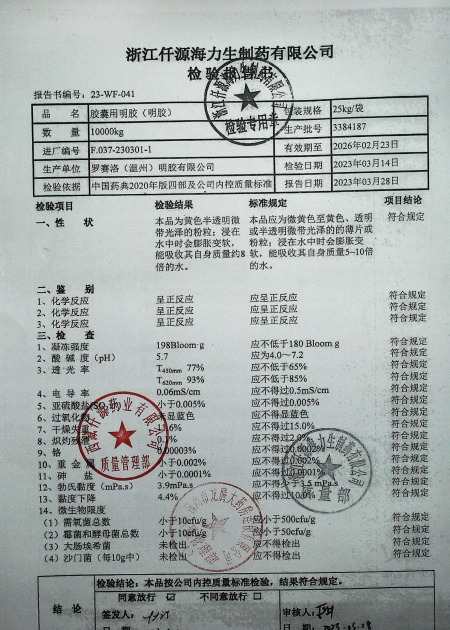 浙江仟源海力生制药有限公司
检验报告书
报告书编号：23-WF-041
品 名 胶囊用明胶（明胶） 包装规格 25kg/袋
数 量 10000kg 生产批号 3384187
进厂编号 F.037-230301-1 有效期至 2026年02月23日
生产单位 罗赛洛（温州）明胶有限公司 检验日期 2023年03月14日
检验依据 中国药典2020年版四部及公司内控质量标准 报告日期 2023年03月28日
检验项目 检验结果 标准规定 项目结论
一、性 状 本品为黄色半透明微 本品应为微黄色至黄色、透明 符合规定
带光泽的粉粒；浸在 或半透明微带光泽的的薄片或
水中时会膨胀变软， 粉粒；浸在水中时会膨胀变
能吸收其自身质量约8 软，能吸收其自身质量5~10倍
倍的水。 的水。
二、鉴 别
1、化学反应 呈正反应 应呈正反应 符合规定
2、化学反应 呈正反应 应呈正反应 符合规定
3、化学反应 呈正反应 应呈正反应 符合规定
三、检 查
1、凝冻强度 198Bloom·g 应不低于180 Bloom g 符合规定
2、酸 碱 度（pH） 5.7 应为4.0～7.2 符合规定
3、透 光 率 T450mm 77% 应不低于65% 符合规定
T620mm 93% 应不低于85% 符合规定
4、电 导 率 0.06mS/cm 应不得过0.5mS/cm 符合规定
5、亚硫酸盐 小于0.005% 应不得过0.005% 符合规定
6、过氧化 未显蓝色 应不得显蓝色 符合规定
7、干燥失重 应不得过15.0% 符合规定
8、炽灼残渣 应不得过2.0% 符合规定
9、铬 应不得过0.0002% 符合规定
10、重 金 属 小于0.002% 应不得过0.002% 符合规定
11、砷 盐 小于0.0001% 应不得过0.0001% 符合规定
12、勃氏黏度（mPa.s） 3.9mPa.s 应不得少于3.5 mPa.s 符合规定
13、黏度下降 4.4% 应不得过10.0% 符合规定
14、微生物限度
（1）需氧菌总数 小于10cfu/g 应小于500cfu/g 符合规定
（2）霉菌和酵母菌总数 小于10cfu/g 应小于50cfu/g 符合规定
（3）大肠埃希菌 未检出 应不得检出 符合规定
（4）沙门菌（每10g中） 未检出 应不得检出 符合规定
检验结论：本品按公司内控质量标准检验，结果符合规定。
同意放行 ☑ 不同意放行 □
结 论 签发人： 审核人：
检验专用章
质量管理部